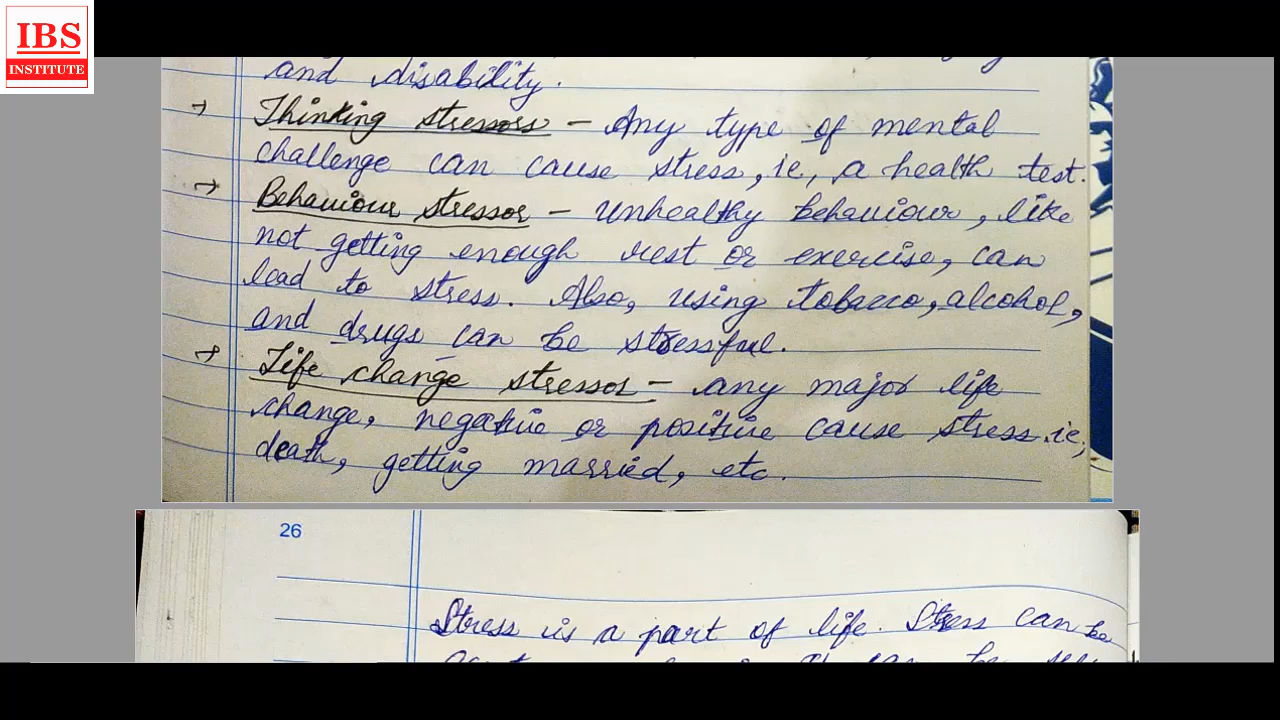 IBS
INSTITUTE
and disability.
→ Thinking stressors - Any type of mental
challenge can cause stress, ie, a health test.
→ Behaviour stressor - unhealthy behaviour, like
not getting enough rest or exercise, can
lead to stress. Also, using tobacco, alcohol,
and drugs can be stressful.
→ Life change stressor - any major life
change, negative or positive cause stress ie,
death, getting married, etc.
26
Stress is a part of life. Stress can be